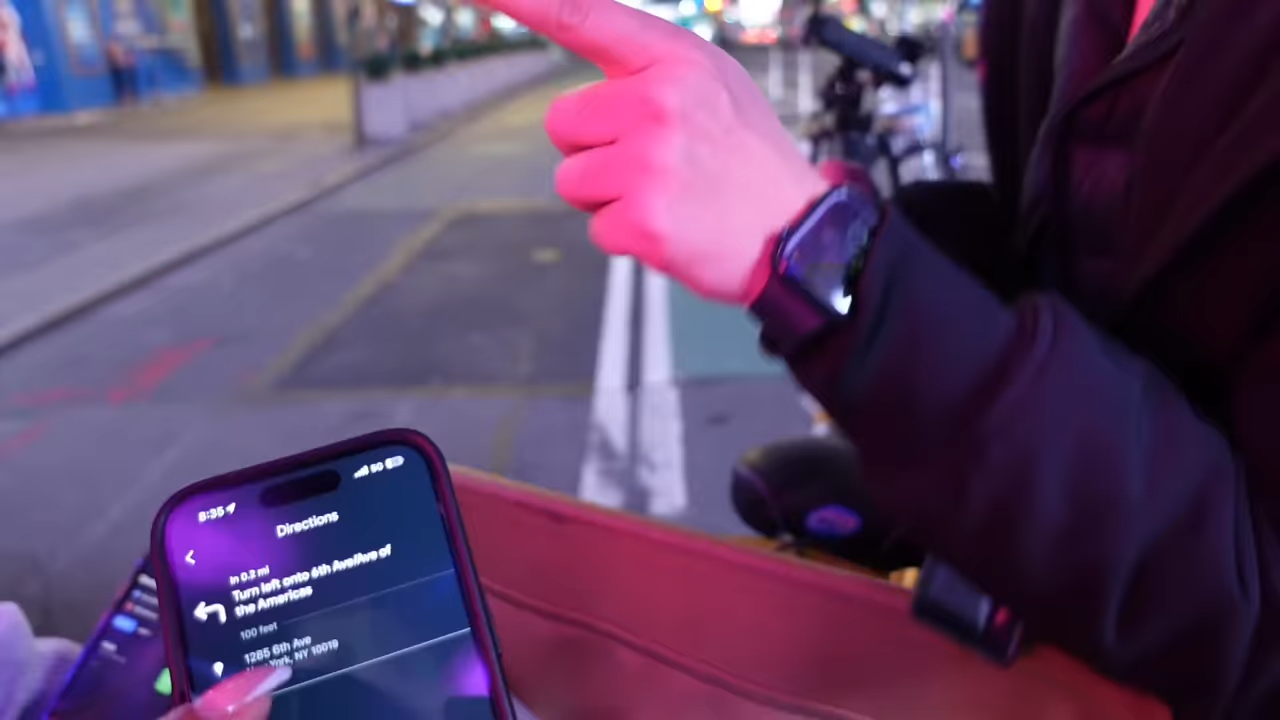 8:35
5G
Directions
In 0.2 mi
Turn left onto 6th Ave/Ave of
the Americas
100 feet
1285 6th Ave
York, NY 10019